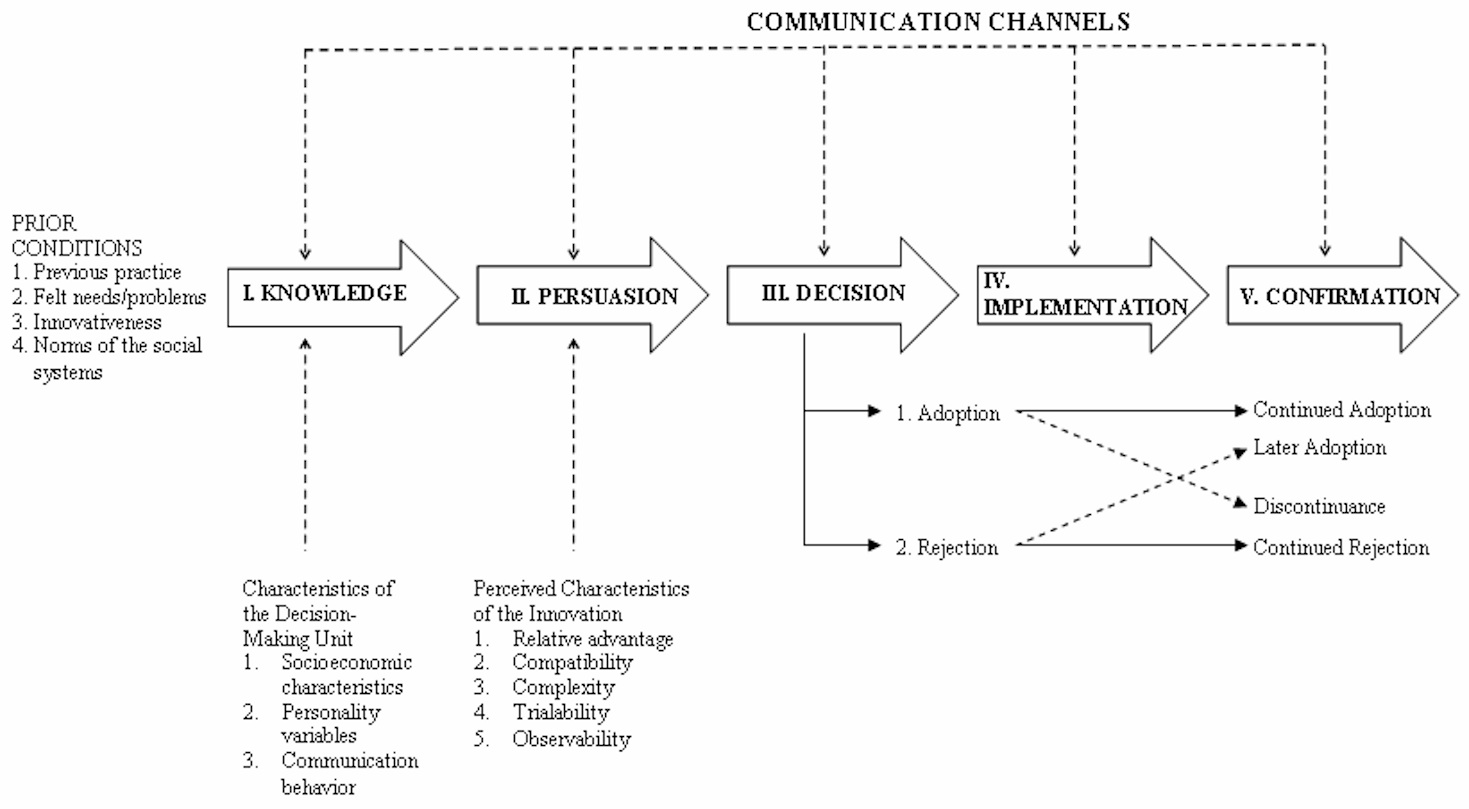 COMMUNICATION CHANNELS
PRIOR
CONDITIONS
1. Previous practice
2. Felt needs/problems
3. Innovativeness
4. Norms of the social
systems
I. KNOWLEDGE
II. PERSUASION
III. DECISION
IV.
IMPLEMENTATION
V. CONFIRMATION
1. Adoption
2. Rejection
Continued Adoption
Later Adoption
Discontinuance
Continued Rejection
Characteristics of
the Decision-
Making Unit
1. Socioeconomic
characteristics
2. Personality
variables
3. Communication
behavior
Perceived Characteristics
of the Innovation
1. Relative advantage
2. Compatibility
3. Complexity
4. Trialability
5. Observability